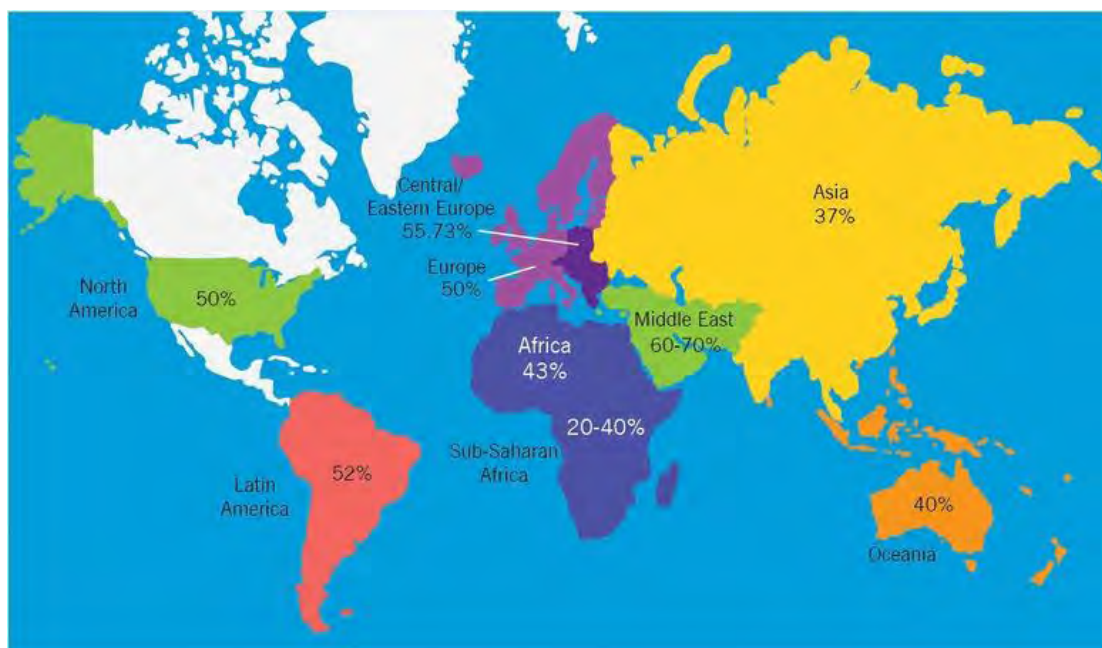 Central/
Eastern Europe
55.73%
Asia
37%
North
America
50%
Europe
50%
Middle East
60-70%
Africa
43%
20-40%
Sub-Saharan
Africa
Latin
America
52%
40%
Oceania